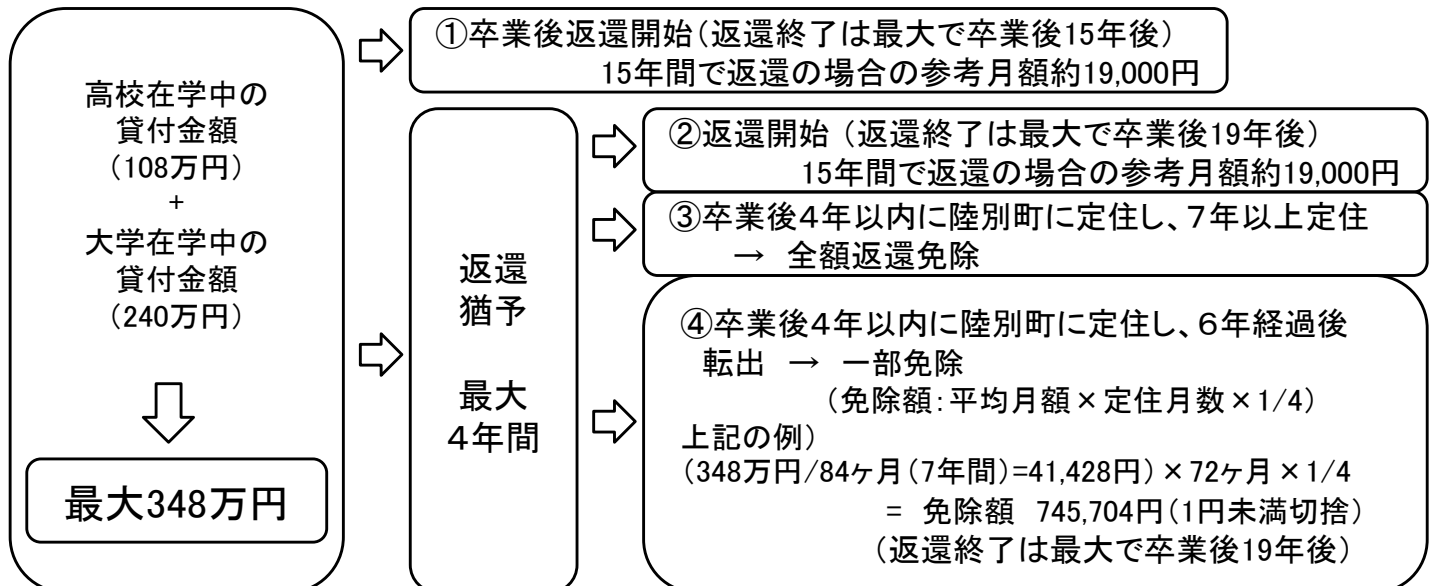 高校在学中の
貸付金額
(108万円)
+
大学在学中の
貸付金額
(240万円)
最大348万円
①卒業後返還開始(返還終了は最大で卒業後15年後)
15年間で返還の場合の参考月額約19,000円
返還
猶予
最大
4年間
②返還開始 (返還終了は最大で卒業後19年後)
15年間で返還の場合の参考月額約19,000円
③卒業後４年以内に陸別町に定住し、７年以上定住
→ 全額返還免除
④卒業後４年以内に陸別町に定住し、６年経過後
転出 → 一部免除
(免除額:平均月額×定住月数×1/4)
上記の例)
(348万円/84ヶ月(7年間)=41,428円)×72ヶ月×1/4
= 免除額 745,704円(1円未満切捨)
(返還終了は最大で卒業後19年後)